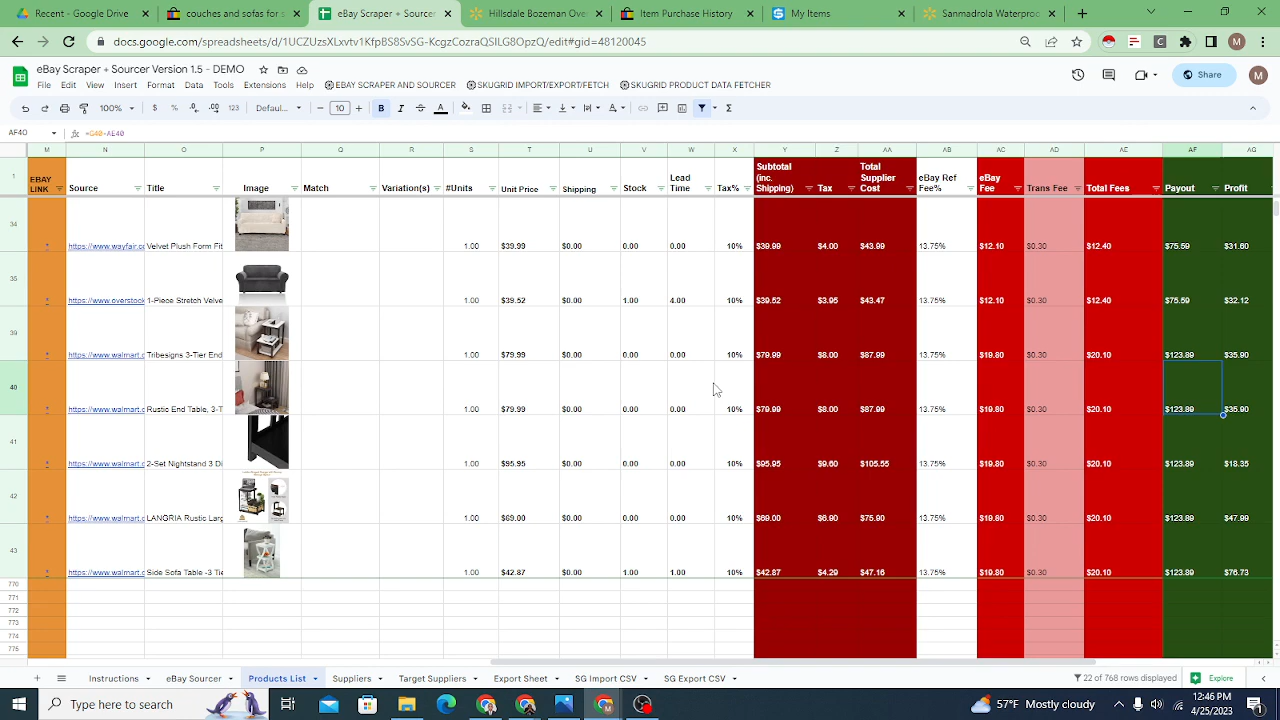 couches and sofas for s
eBay Scraper + Sourcer
Hillsdale Bozeman Ove
Item Purchase History
My Items
Samsmad Waterproo
docs.google.com/spreadsheets/d/1UCZUzsXLxvtv1KfpBS8SxG-KcgzCozraQSILG8OpzQ/edit#gid=48120045
eBay Scraper + Sourcer Version 1.5 - DEMO
File Edit View Insert Format Data Tools Extensions Help EBAY SCRAPER AND SOURCER SKUGRID IMPORT/EXPORT/FETCH SKUGRID PRODUCT DATA FETCHER
Share
M
100% $ % .0 .00 123 Defaul... 10 B I A
AF40 fx =G40-AE40
M N O P Q R S T U V W X Y Z AA AB AC AD AE AF AG
1 EBAY LINK Source Title Image Match Variation(s) #Units Unit Price Shipping Stock Lead Time Tax% Subtotal (inc. Shipping) Tax Total Supplier Cost eBay Ref Fee% eBay Fee Trans Fee Total Fees Payout Profit
34 https://www.wayfair.co Velvet Plush Form Fit 1.00 $39.99 $0.00 0.00 0.00 10% $39.99 $4.00 $43.99 13.75% $12.10 $0.30 $12.40 $75.59 $31.60
35 https://www.overstock 1-Piece Stretch Velve 1.00 $39.52 $0.00 1.00 4.00 10% $39.52 $3.95 $43.47 13.75% $12.10 $0.30 $12.40 $75.59 $32.12
39 https://www.walmart.c Tribesigns 3-Tier End 1.00 $79.99 $0.00 0.00 0.00 10% $79.99 $8.00 $87.99 13.75% $19.80 $0.30 $20.10 $123.89 $35.90
40 https://www.walmart.c Rustic End Table, 3-T 1.00 $79.99 $0.00 0.00 0.00 10% $79.99 $8.00 $87.99 13.75% $19.80 $0.30 $20.10 $123.89 $35.90
41 https://www.walmart.c 2-Set Nightstand 3 Di 1.00 $95.95 $0.00 0.00 0.00 10% $95.95 $9.60 $105.55 13.75% $19.80 $0.30 $20.10 $123.89 $18.35
42 https://www.walmart.c LANGRIA Rustic Larg 1.00 $69.00 $0.00 0.00 0.00 10% $69.00 $6.90 $75.90 13.75% $19.80 $0.30 $20.10 $123.89 $47.99
43 https://www.walmart.c Side Sofa Table -3 Tie 1.00 $42.87 $0.00 1.00 1.00 10% $42.87 $4.29 $47.16 13.75% $19.80 $0.30 $20.10 $123.89 $76.73
770
771
772
773
774
775
Instructions eBay Sourcer Products List Suppliers Target Suppliers Export Sheet SG Import CSV SG Export CSV 22 of 768 rows displayed Explore
Type here to search
57°F Mostly sunny
12:46 PM
4/25/2023